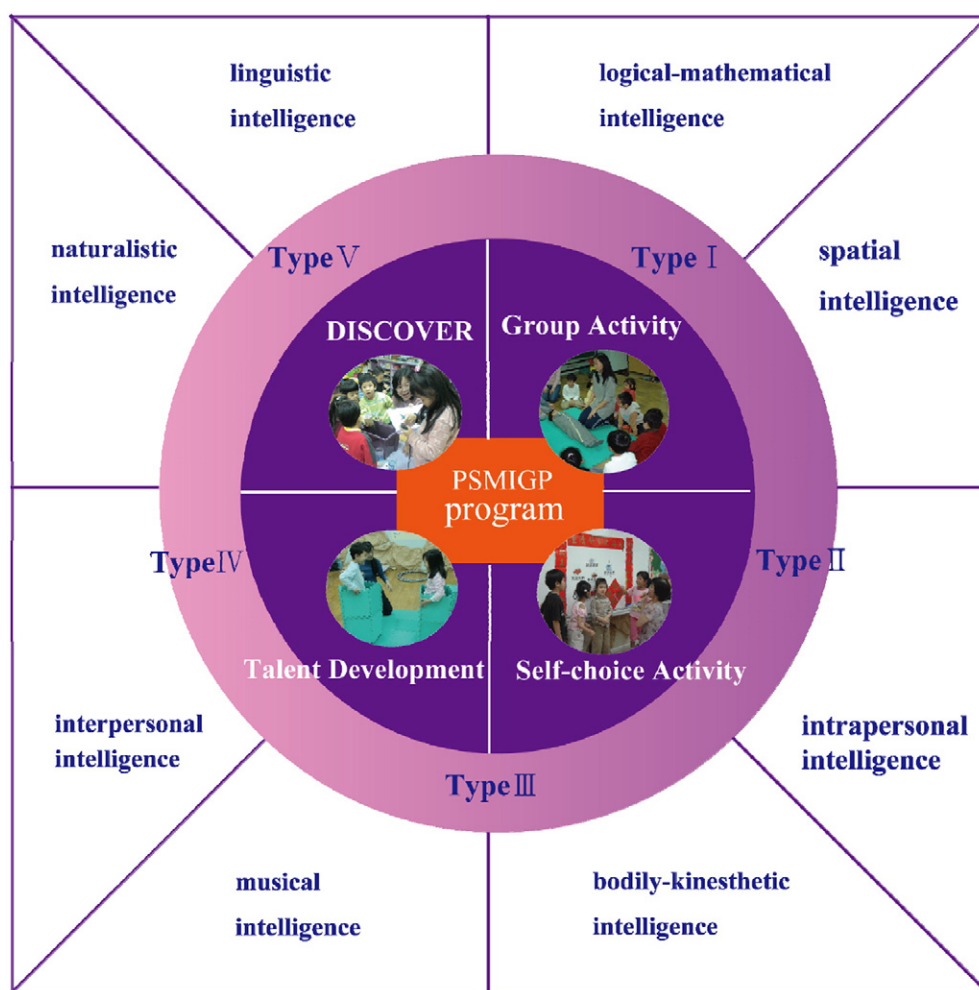 linguistic
intelligence
logical-mathematical
intelligence
naturalistic
intelligence
spatial
intelligence
Type Ⅴ
Type Ⅰ
DISCOVER
Group Activity
PSMIGP
program
Type Ⅳ
Type Ⅱ
Talent Development
Self-choice Activity
interpersonal
intelligence
intrapersonal
intelligence
Type Ⅲ
musical
intelligence
bodily-kinesthetic
intelligence